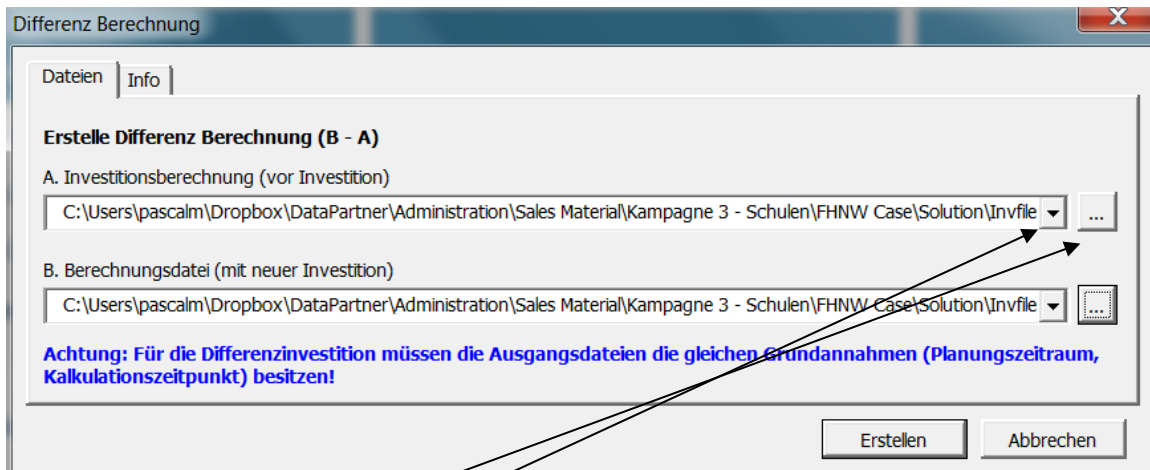 Differenz Berechnung
X
Dateien Info
Erstelle Differenz Berechnung (B - A)
A. Investitionsberechnung (vor Investition)
C:\Users\pascalm\Dropbox\DataPartner\Administration\Sales Material\Kampagne 3 - Schulen\FHNW Case\Solution\Invfile ...
B. Berechnungsdatei (mit neuer Investition)
C:\Users\pascalm\Dropbox\DataPartner\Administration\Sales Material\Kampagne 3 - Schulen\FHNW Case\Solution\Invfile ...
Achtung: Für die Differenzinvestition müssen die Ausgangsdateien die gleichen Grundannahmen (Planungszeitraum,
Kalkulationszeitpunkt) besitzen!
Erstellen Abbrechen